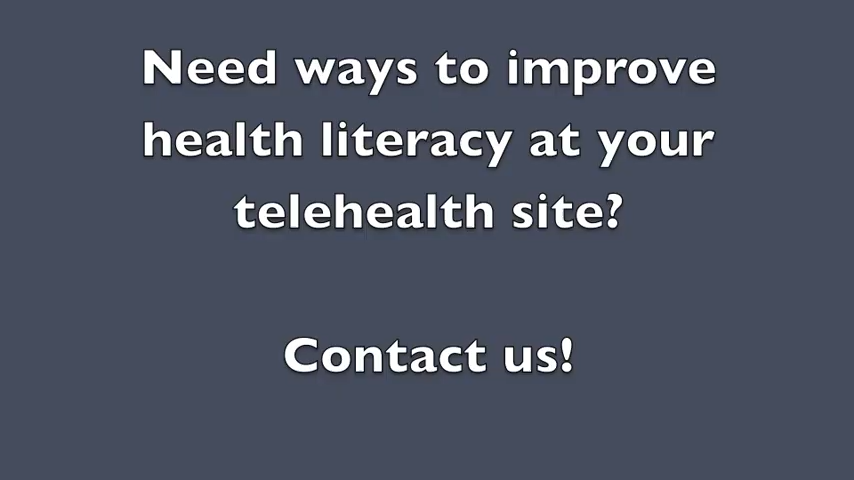 Need ways to improve
health literacy at your
telehealth site?
Contact us!